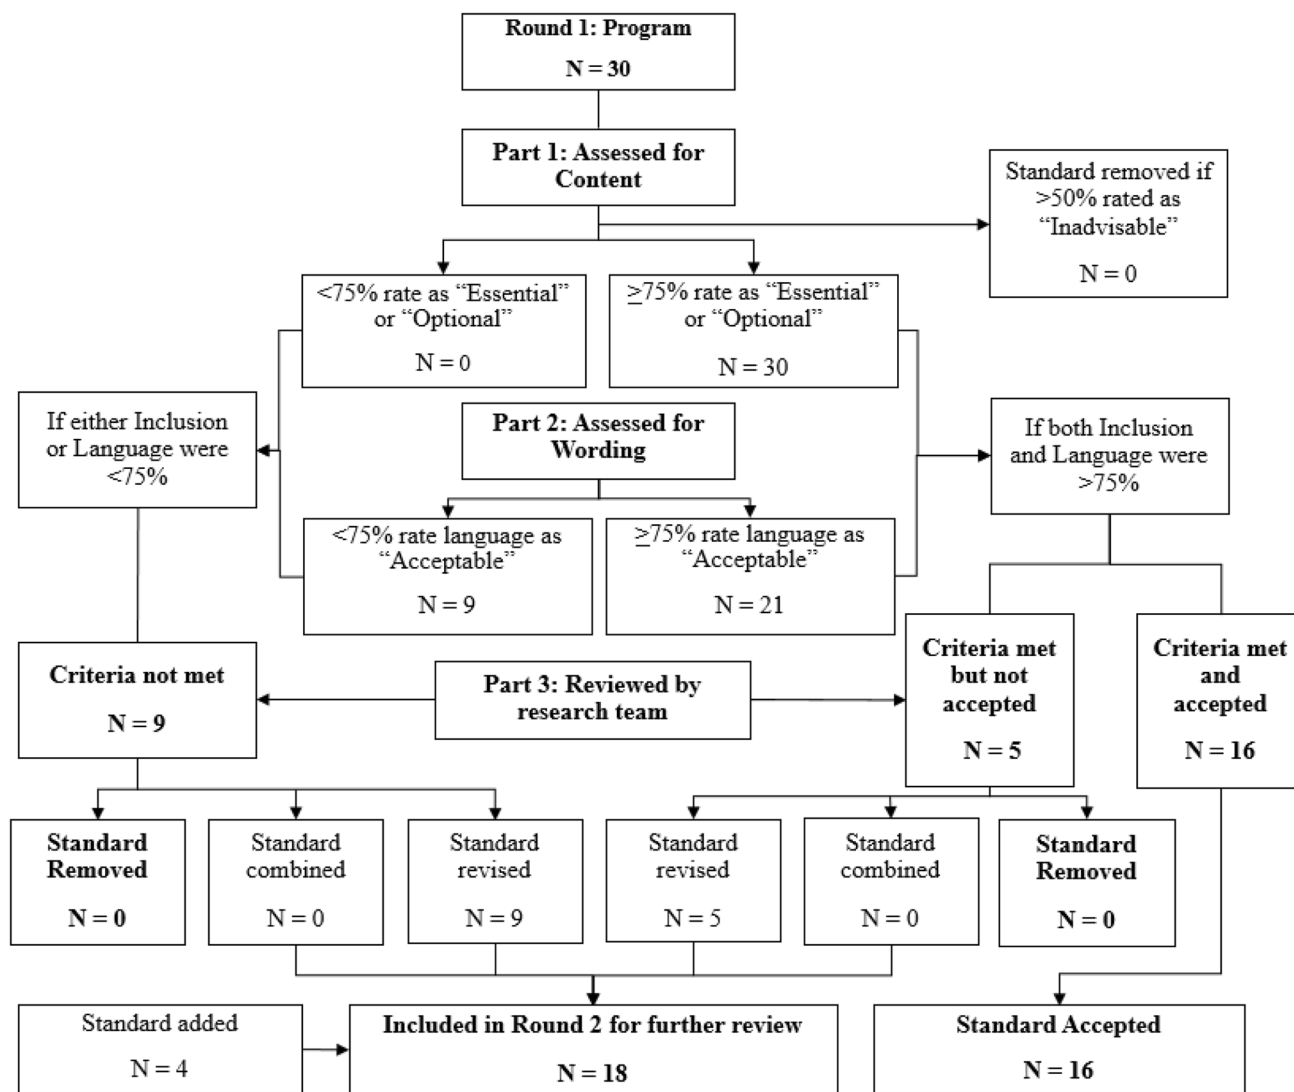 Round 1: Program
N = 30
Part 1: Assessed for
Content
Standard removed if
>50% rated as
“Inadvisable”
N = 0
<75% rate as “Essential”
or “Optional”
N = 0
≥75% rate as “Essential”
or “Optional”
N = 30
If either Inclusion
or Language were
<75%
Part 2: Assessed for
Wording
If both Inclusion
and Language were
>75%
<75% rate language as
“Acceptable”
N = 9
≥75% rate language as
“Acceptable”
N = 21
Criteria not met
N = 9
Part 3: Reviewed by
research team
Criteria met
but not
accepted
N = 5
Criteria met
and
accepted
N = 16
Standard
Removed
N = 0
Standard
combined
N = 0
Standard
revised
N = 9
Standard
revised
N = 5
Standard
combined
N = 0
Standard
Removed
N = 0
Standard added
N = 4
Included in Round 2 for further review
N = 18
Standard Accepted
N = 16